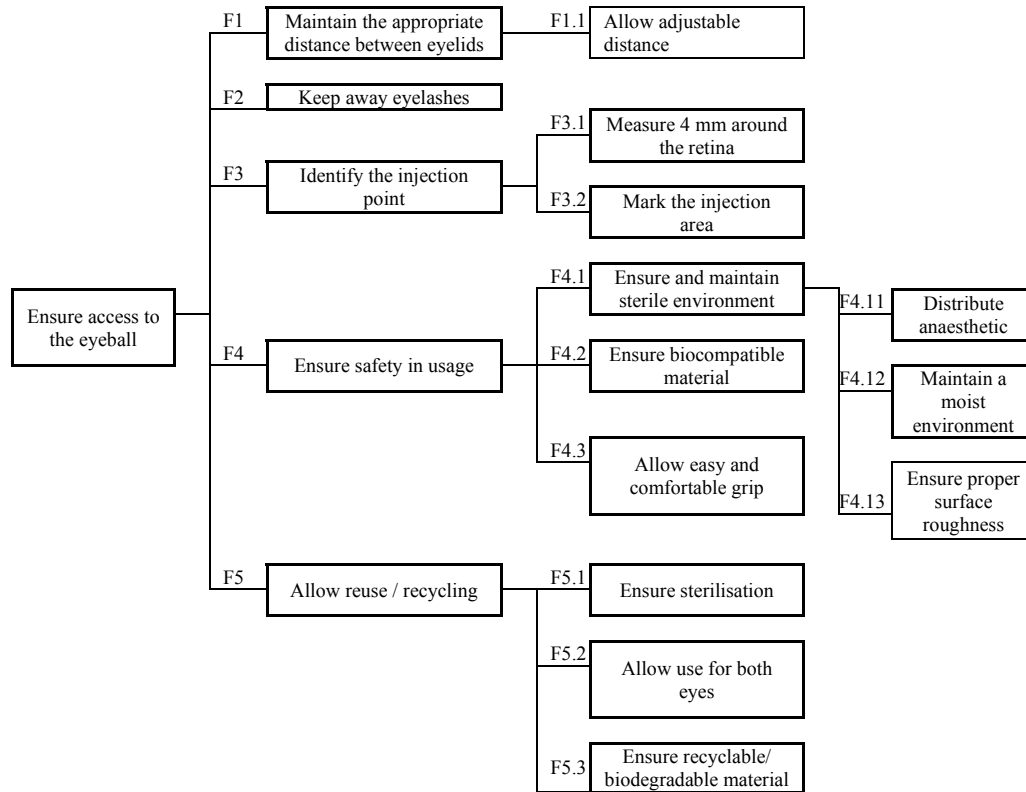 F1
Maintain the appropriate
distance between eyelids
F1.1
Allow adjustable
distance
F2
Keep away eyelashes
F3
Identify the injection
point
F3.1
Measure 4 mm around
the retina
F3.2
Mark the injection
area
Ensure access to
the eyeball
F4
Ensure safety in usage
F4.1
Ensure and maintain
sterile environment
F4.11
Distribute
anaesthetic
F4.2
Ensure biocompatible
material
F4.12
Maintain a
moist
environment
F4.3
Allow easy and
comfortable grip
F4.13
Ensure proper
surface
roughness
F5
Allow reuse / recycling
F5.1
Ensure sterilisation
F5.2
Allow use for both
eyes
F5.3
Ensure recyclable/
biodegradable material